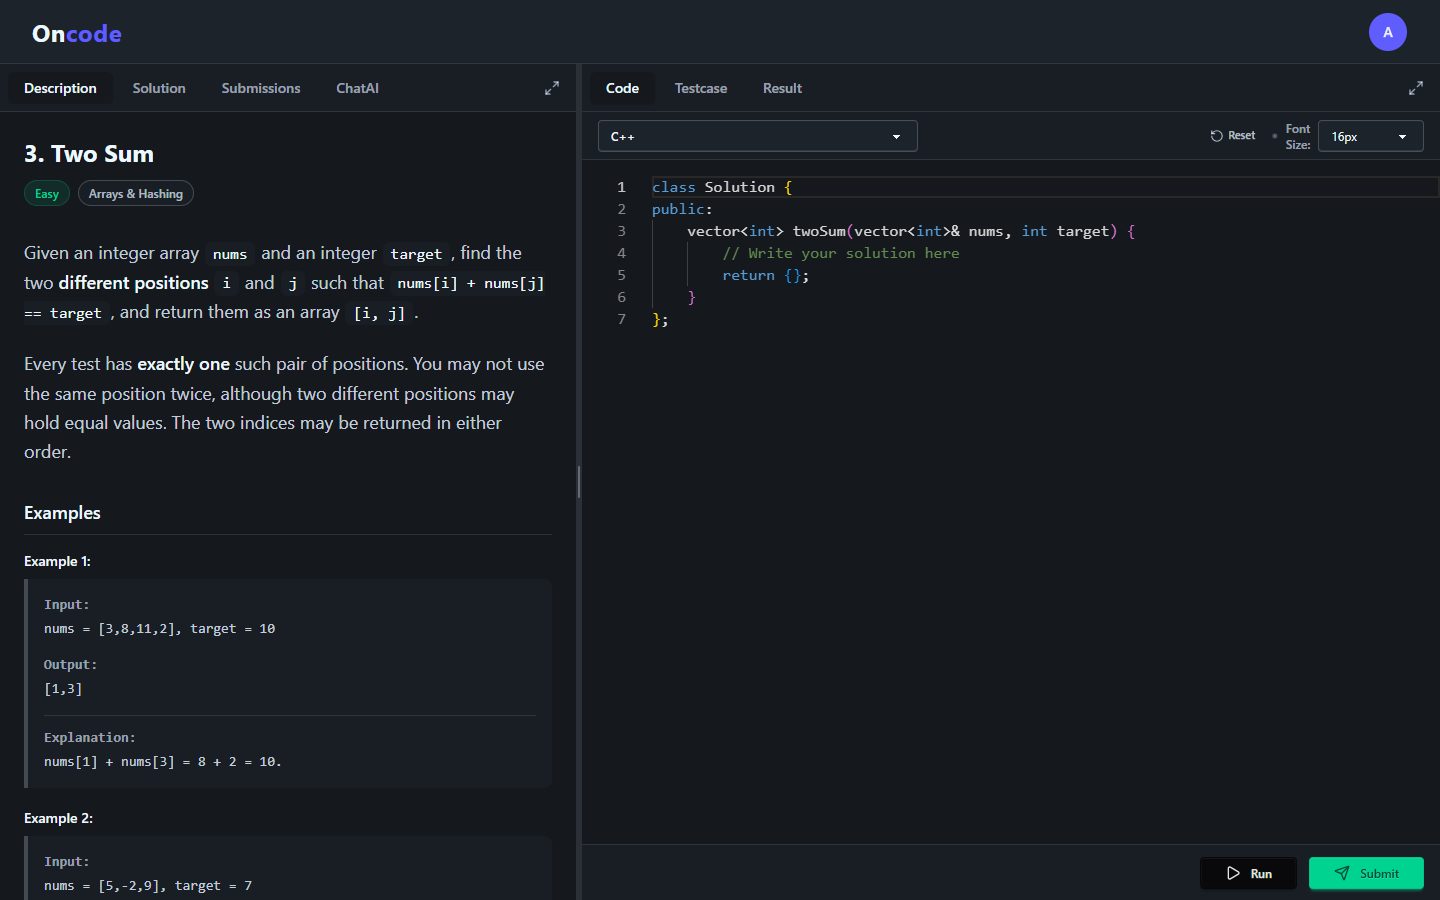 Oncode
A
Description Solution Submissions ChatAI
Code Testcase Result
C++
Reset
Font
Size:
16px
3. Two Sum
Easy Arrays & Hashing
Given an integer array nums and an integer target , find the
two different positions i and j such that nums[i] + nums[j]
== target , and return them as an array [i, j] .
Every test has exactly one such pair of positions. You may not use
the same position twice, although two different positions may
hold equal values. The two indices may be returned in either
order.
Examples
Example 1:
Input:
nums = [3,8,11,2], target = 10
Output:
[1,3]
Explanation:
nums[1] + nums[3] = 8 + 2 = 10.
Example 2:
Input:
nums = [5,-2,9], target = 7
1 class Solution {
2 public:
3     vector<int> twoSum(vector<int>& nums, int target) {
4         // Write your solution here
5         return {};
6     }
7 };
Run
Submit